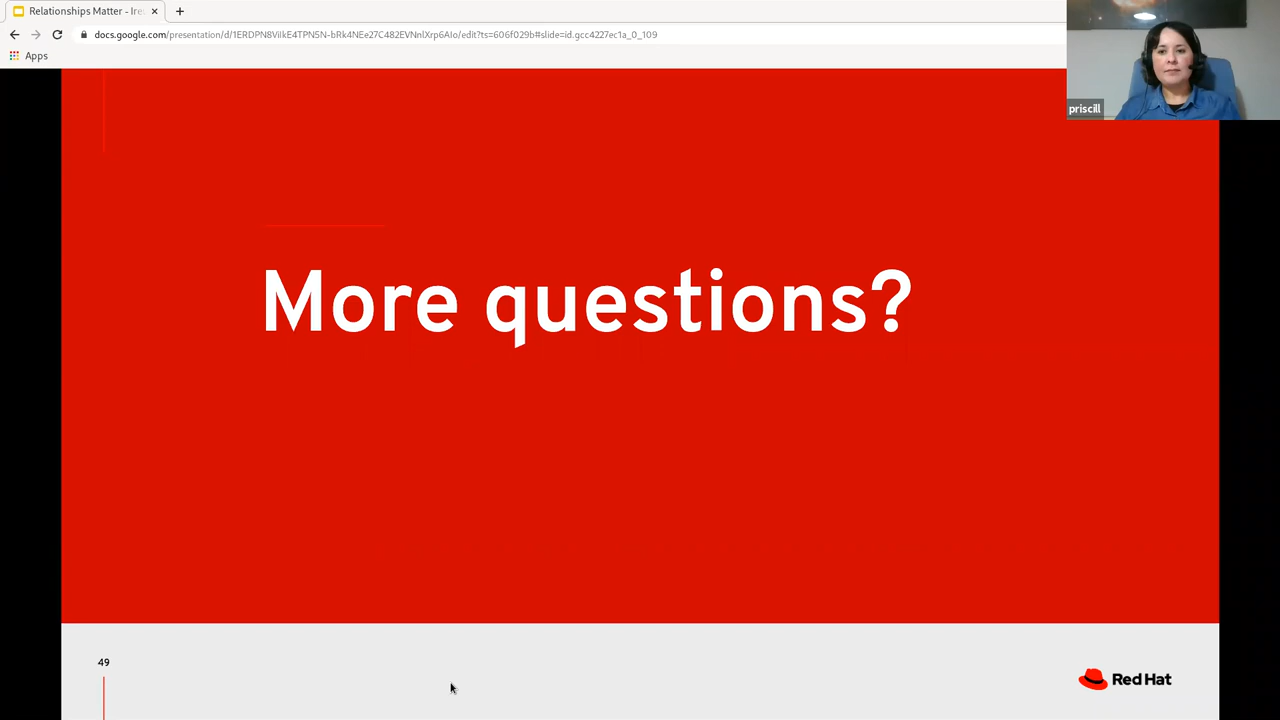 Relationships Matter - Ire
docs.google.com/presentation/d/1ERDPN8ViIkE4TPN5N-bRk4NEe27C482EVNnlXrp6AIo/edit?ts=606f029b#slide=id.gcc4227ec1a_0_109
Apps
priscill
More questions?
49
Red Hat